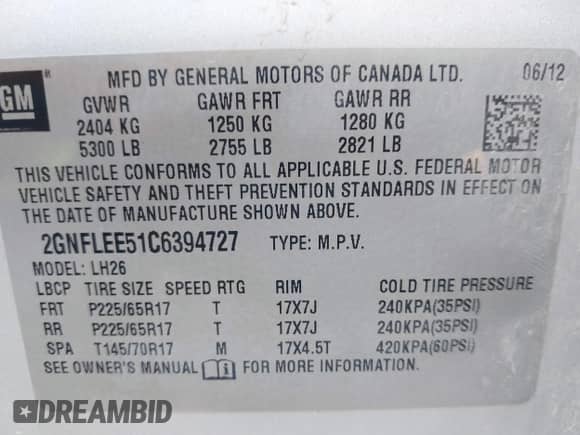 GM ® MFD BY GENERAL MOTORS OF CANADA LTD. 06/12
GVWR GAWR FRT GAWR RR
2404 KG 1250 KG 1280 KG
5300 LB 2755 LB 2821 LB
THIS VEHICLE CONFORMS TO ALL APPLICABLE U.S. FEDERAL MOTOR
VEHICLE SAFETY AND THEFT PREVENTION STANDARDS IN EFFECT ON
THE DATE OF MANUFACTURE SHOWN ABOVE.
2GNFLEE51C6394727 TYPE: M.P.V.
MODEL: LH26
LBCP TIRE SIZE SPEED RTG RIM COLD TIRE PRESSURE
FRT P225/65R17 T 17X7J 240KPA(35PSI)
RR P225/65R17 T 17X7J 240KPA(35PSI)
SPA T145/70R17 M 17X4.5T 420KPA(60PSI)
SEE OWNER'S MANUAL i FOR MORE INFORMATION.
DREAMBID